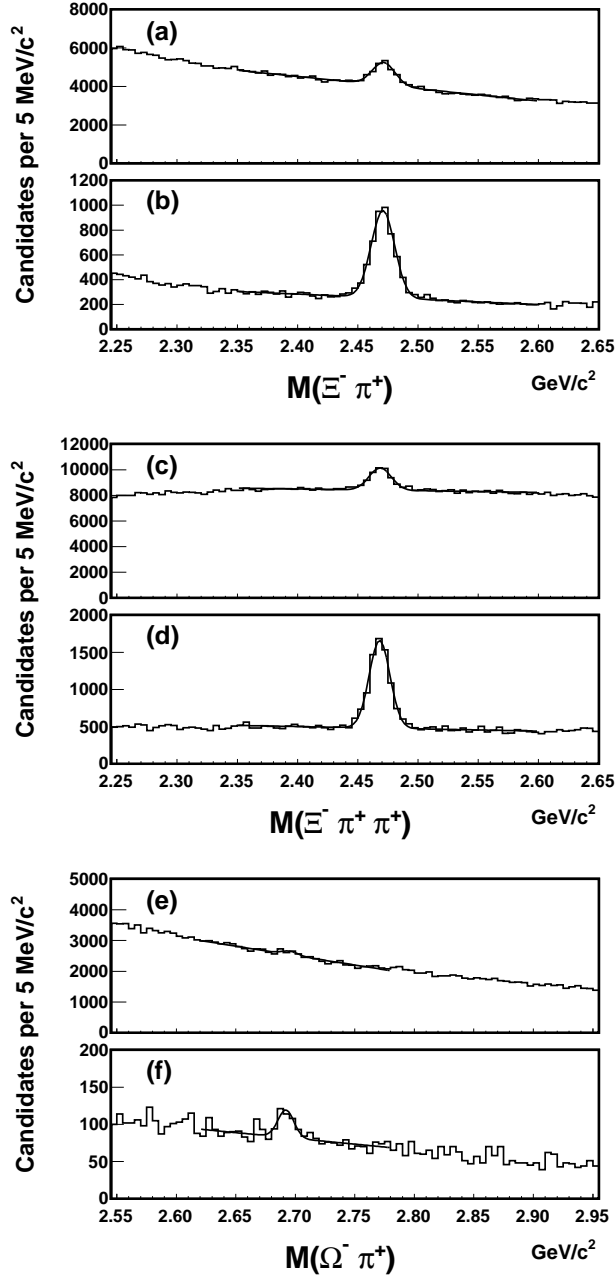 Candidates per 5 MeV/c²
(a)
8000
6000
4000
2000
0
(b)
1200
1000
800
600
400
200
0
2.25 2.30 2.35 2.40 2.45 2.50 2.55 2.60 2.65
M(Ξ⁻ π⁺) GeV/c²
Candidates per 5 MeV/c²
(c)
12000
10000
8000
6000
4000
2000
0
(d)
2000
1500
1000
500
0
2.25 2.30 2.35 2.40 2.45 2.50 2.55 2.60 2.65
M(Ξ⁻ π⁺ π⁺) GeV/c²
Candidates per 5 MeV/c²
(e)
5000
4000
3000
2000
1000
0
(f)
200
150
100
50
0
2.55 2.60 2.65 2.70 2.75 2.80 2.85 2.90 2.95
M(Ω⁻ π⁺) GeV/c²